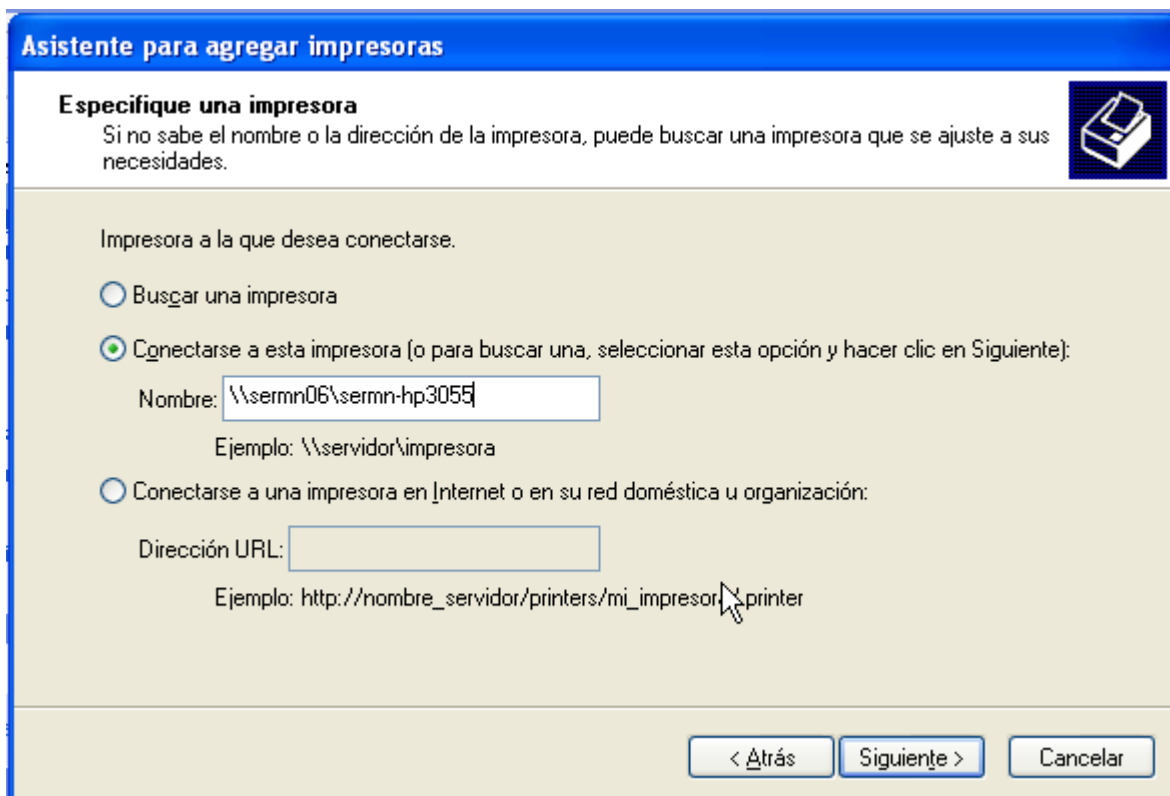 Asistente para agregar impresoras
Especifique una impresora
Si no sabe el nombre o la dirección de la impresora, puede buscar una impresora que se ajuste a sus
necesidades.
Impresora a la que desea conectarse.
Buscar una impresora
Conectarse a esta impresora (o para buscar una, seleccionar esta opción y hacer clic en Siguiente):
Nombre: \\sermn06\sermn-hp3055
Ejemplo: \\servidor\impresora
Conectarse a una impresora en Internet o en su red doméstica u organización:
Dirección URL:
Ejemplo: http://nombre_servidor/printers/mi_impresora/.printer
< Atrás Siguiente > Cancelar